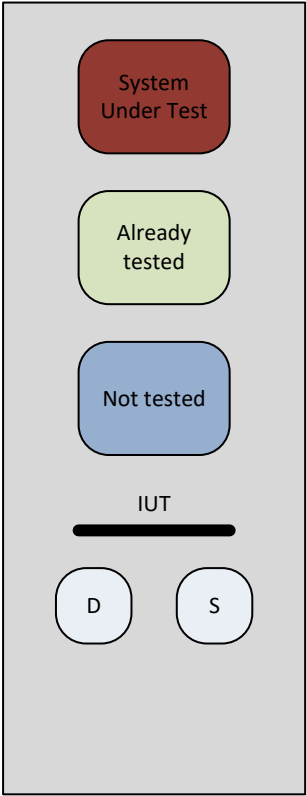 System
Under Test
Already
tested
Not tested
IUT
D
S